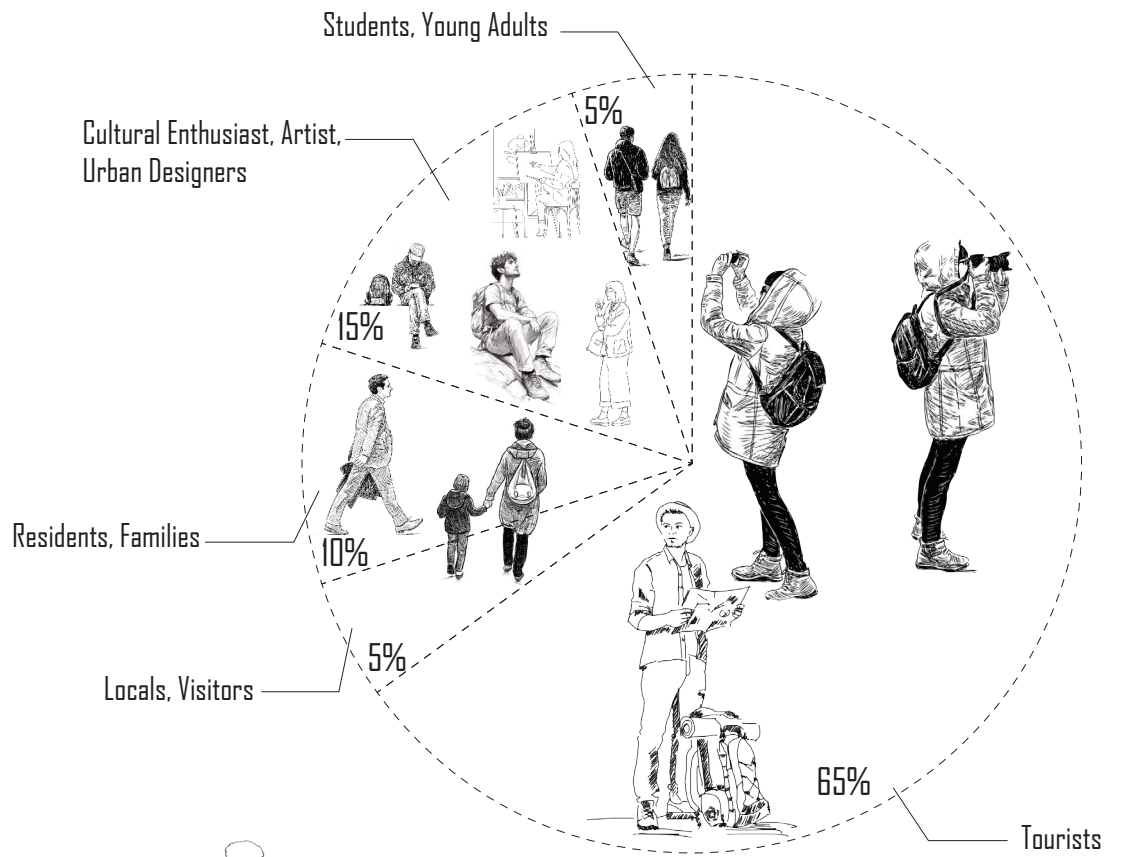 Students, Young Adults
5%
Cultural Enthusiast, Artist,
Urban Designers
15%
Residents, Families
10%
5%
Locals, Visitors
65%
Tourists